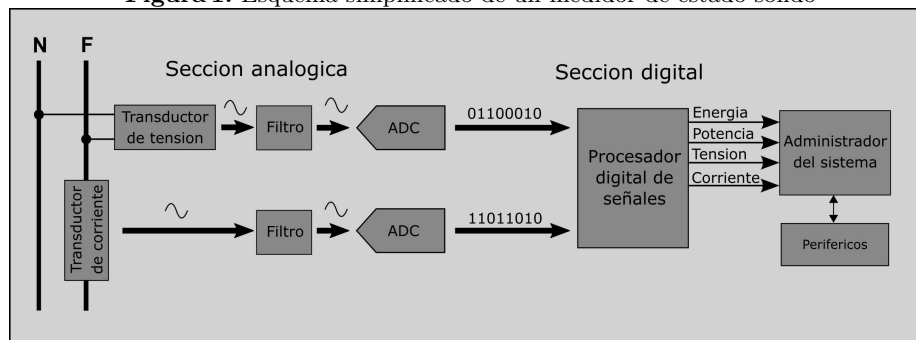 Figura 1: Esquema simplificado de un medidor de estado sólido
N F
Seccion analogica
Seccion digital
Transductor
de tension
Filtro
ADC
01100010
Transductor
de corriente
Filtro
ADC
11011010
Procesador
digital de
señales
Energia
Potencia
Tension
Corriente
Administrador
del sistema
Perifericos